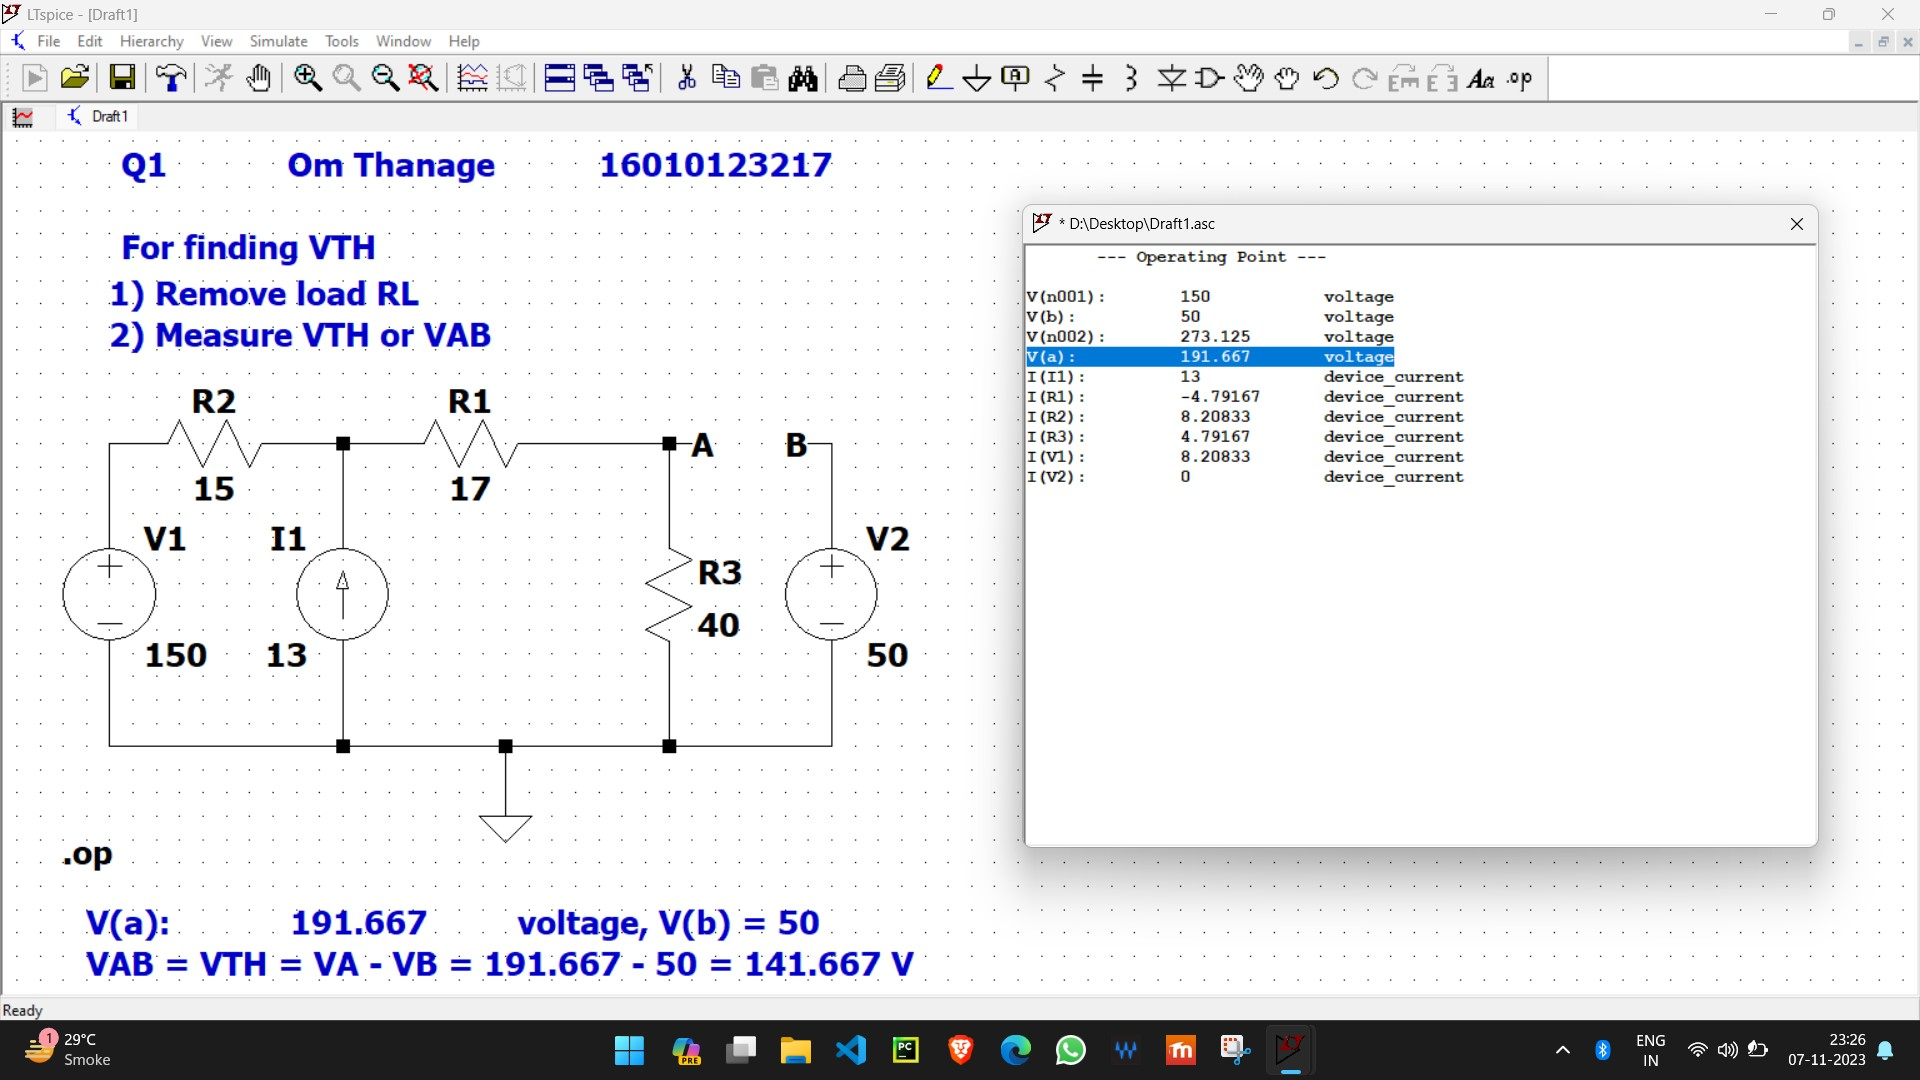 LTspice - [Draft1]
File Edit Hierarchy View Simulate Tools Window Help
A Aa .op
Draft1
Q1 Om Thanage 16010123217
For finding VTH
1) Remove load RL
2) Measure VTH or VAB
R2 R1
A B
15 17
V1 I1 V2
R3
40
150 13 50
.op
V(a): 191.667 voltage, V(b) = 50
VAB = VTH = VA - VB = 191.667 - 50 = 141.667 V
* D:\Desktop\Draft1.asc
--- Operating Point ---
V(n001): 150 voltage
V(b): 50 voltage
V(n002): 273.125 voltage
V(a): 191.667 voltage
I(I1): 13 device_current
I(R1): -4.79167 device_current
I(R2): 8.20833 device_current
I(R3): 4.79167 device_current
I(V1): 8.20833 device_current
I(V2): 0 device_current
Ready
1
29°C
Smoke
PRE
PC
m
ENG
IN
23:26
07-11-2023